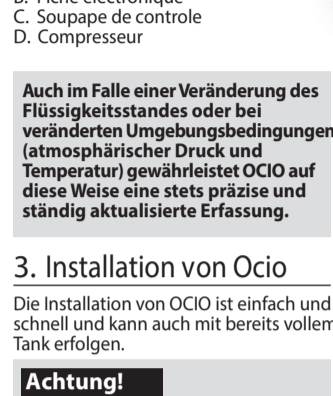 C. Soupape de controle
D. Compresseur
Auch im Falle einer Veränderung des
Flüssigkeitsstandes oder bei
veränderten Umgebungsbedingungen
(atmosphärischer Druck und
Temperatur) gewährleistet OCIO auf
diese Weise eine stets präzise und
ständig aktualisierte Erfassung.
3. Installation von Ocio
Die Installation von OCIO ist einfach und
schnell und kann auch mit bereits vollem
Tank erfolgen.
Achtung!